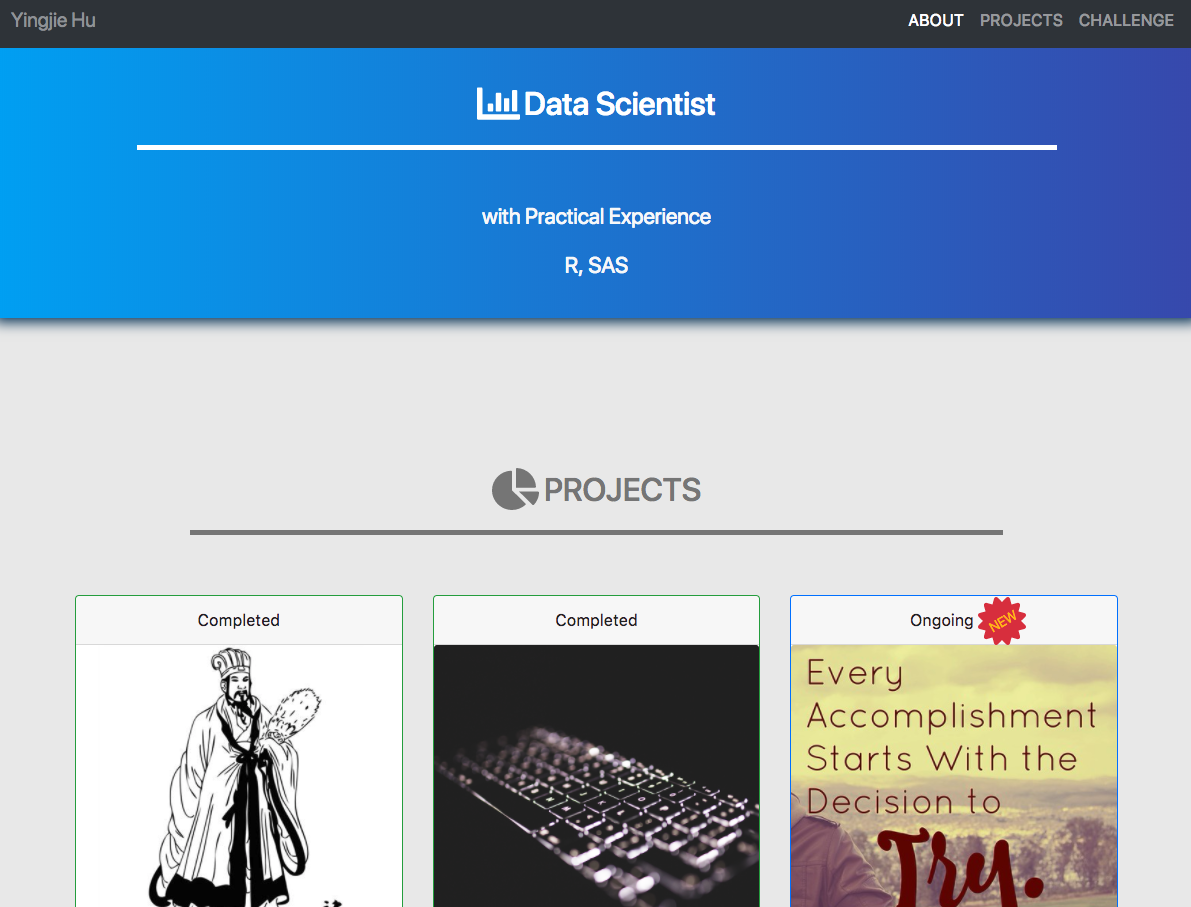 Yingjie Hu
ABOUT PROJECTS CHALLENGE
Data Scientist
with Practical Experience
R, SAS
PROJECTS
Completed
Completed
Ongoing NEW
Every
Accomplishment
Starts With the
Decision to
Try.